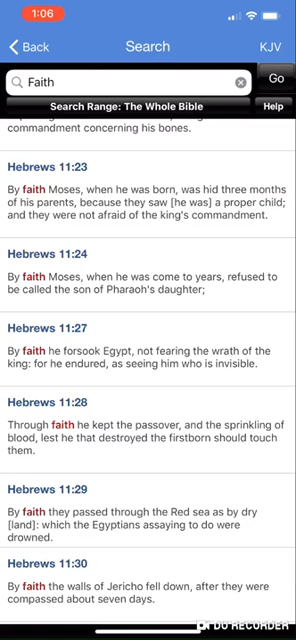 1:06
Back
Search
KJV
Faith
Go
Search Range: The Whole Bible
Help
commandment concerning his bones.
Hebrews 11:23
By faith Moses, when he was born, was hid three months
of his parents, because they saw [he was] a proper child;
and they were not afraid of the king's commandment.
Hebrews 11:24
By faith Moses, when he was come to years, refused to
be called the son of Pharaoh's daughter;
Hebrews 11:27
By faith he forsook Egypt, not fearing the wrath of the
king: for he endured, as seeing him who is invisible.
Hebrews 11:28
Through faith he kept the passover, and the sprinkling of
blood, lest he that destroyed the firstborn should touch
them.
Hebrews 11:29
By faith they passed through the Red sea as by dry
[land]: which the Egyptians assaying to do were
drowned.
Hebrews 11:30
By faith the walls of Jericho fell down, after they were
compassed about seven days.
DU RECORDER